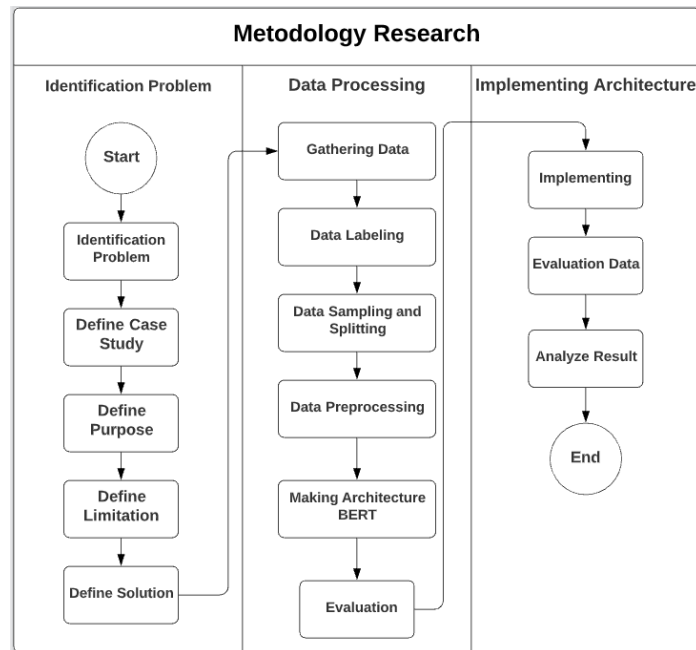 Metodology Research
Identification Problem
Start
Identification
Problem
Define Case
Study
Define
Purpose
Define
Limitation
Define Solution
Data Processing
Gathering Data
Data Labeling
Data Sampling and
Splitting
Data Preprocessing
Making Architecture
BERT
Evaluation
Implementing Architecture
Implementing
Evaluation Data
Analyze Result
End